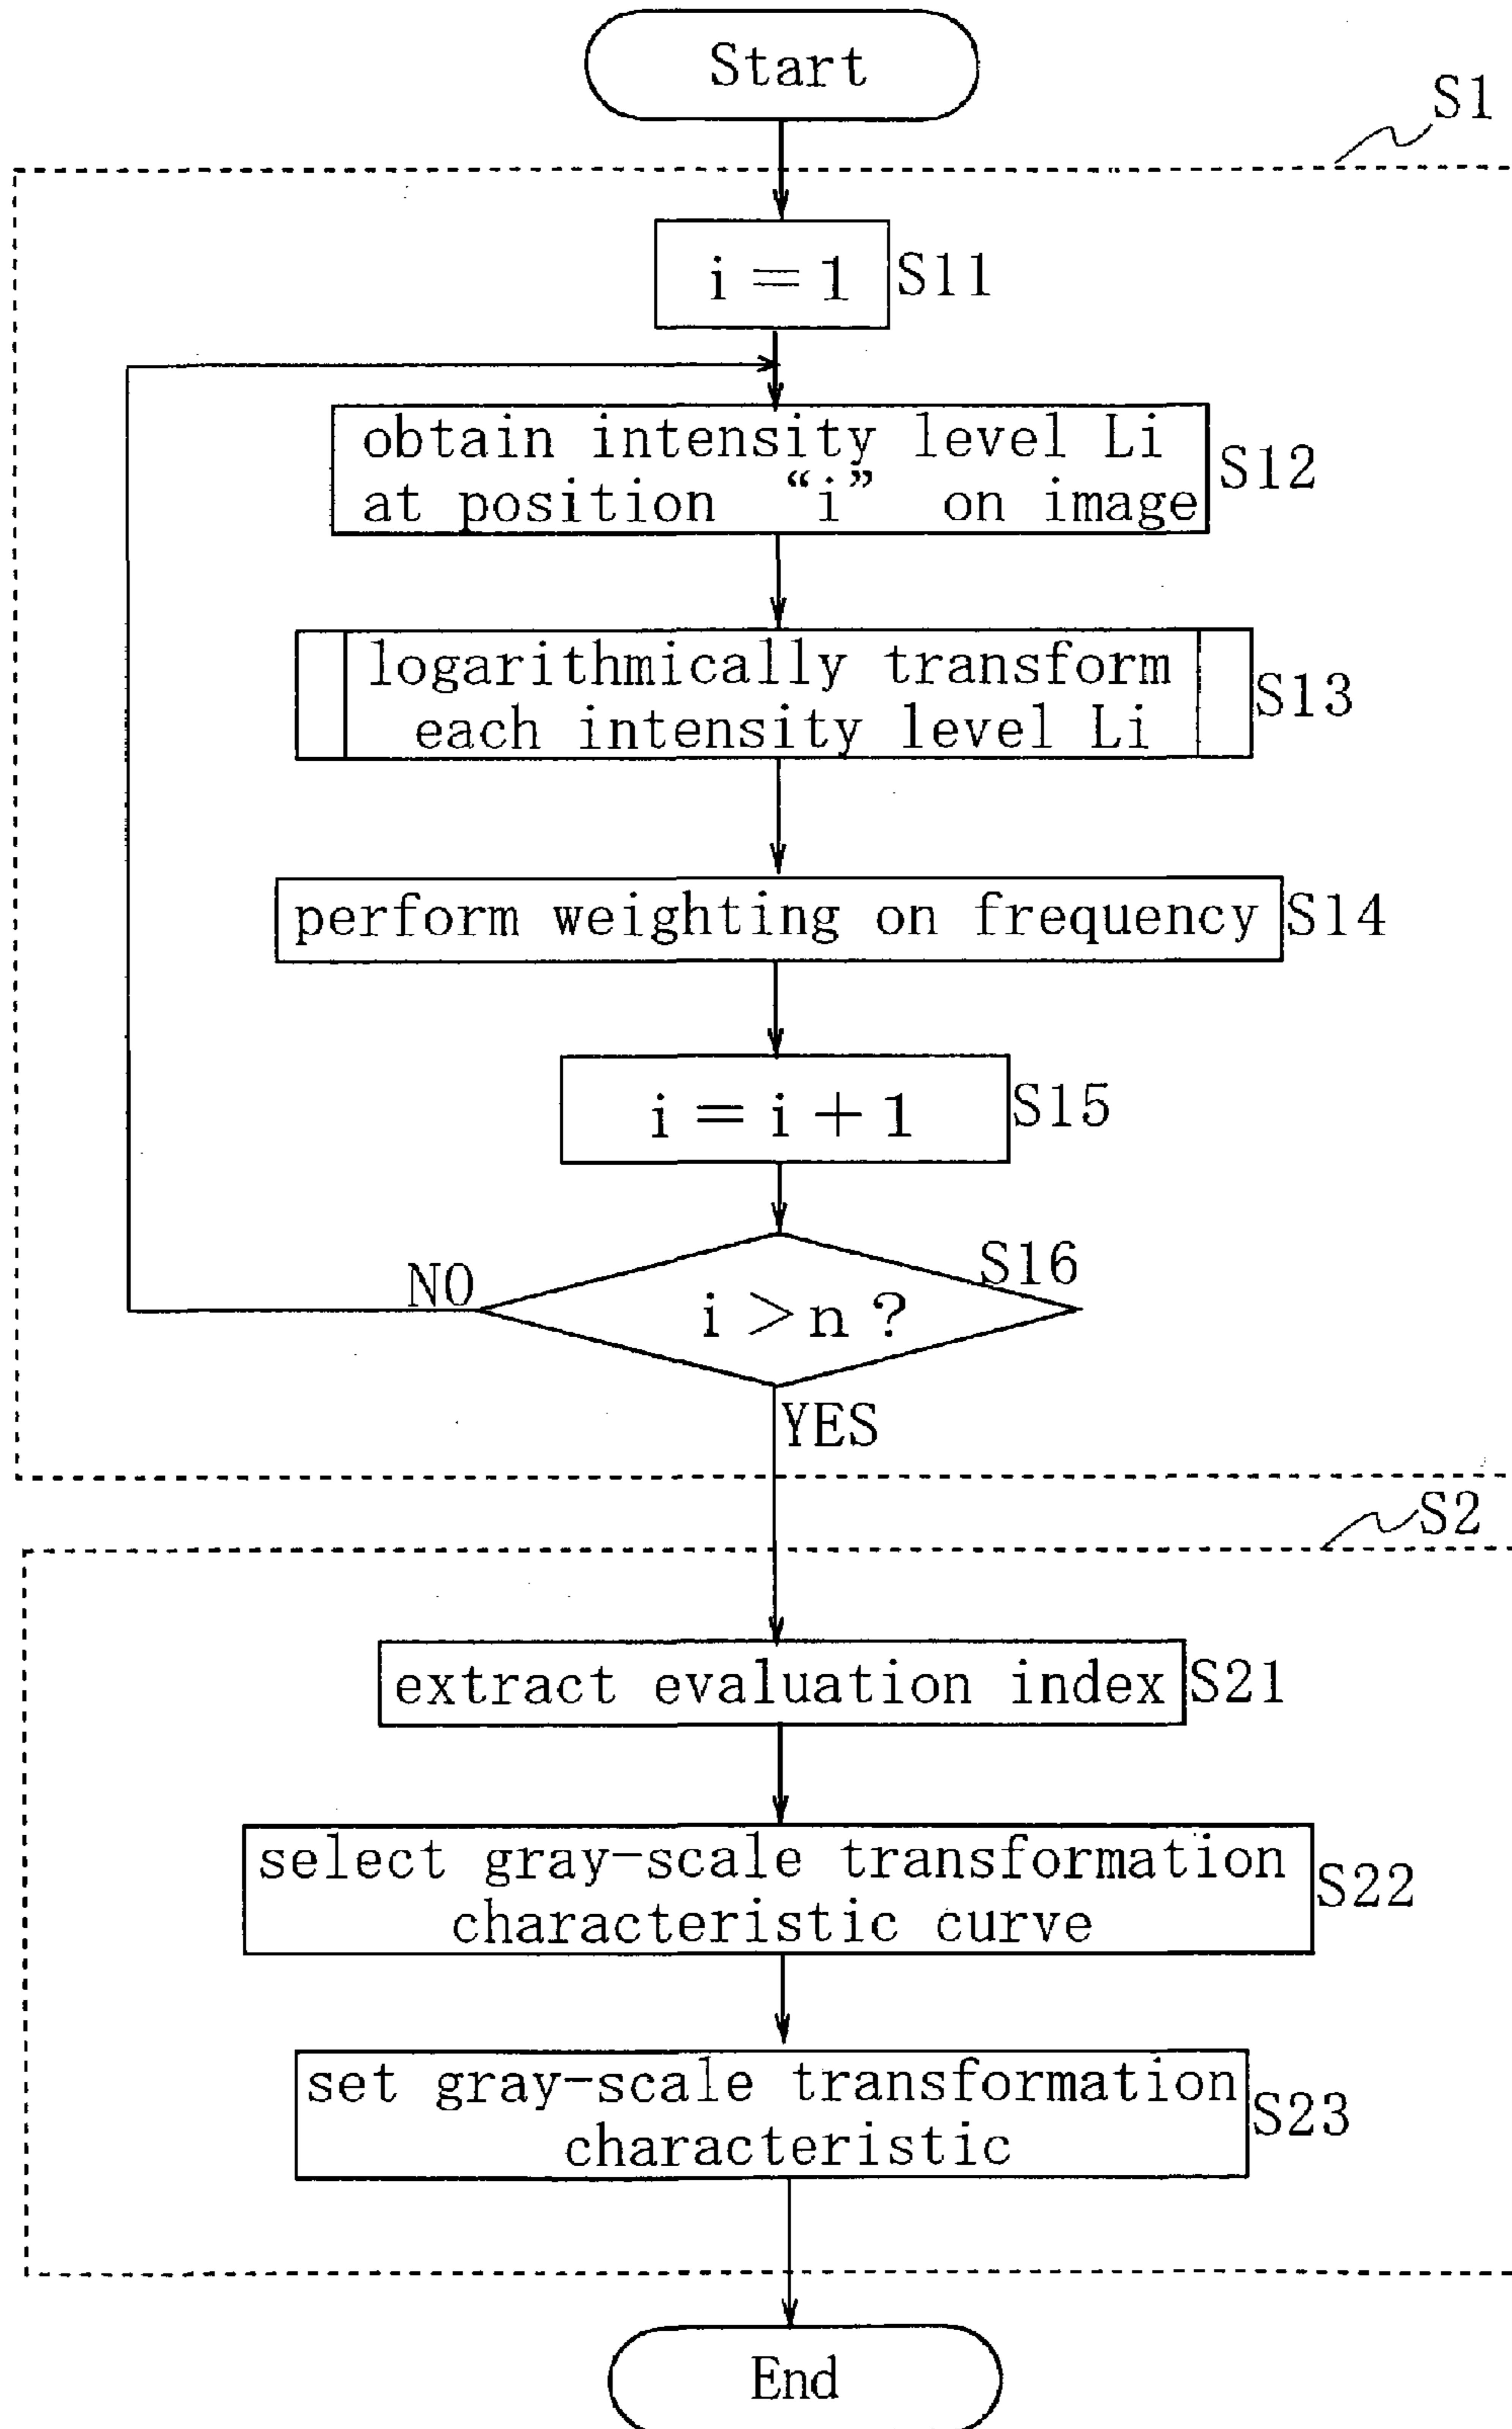 Start
S1
i=1
S11
obtain intensity level Li
at position “i” on image
S12
logarithmically transform
each intensity level Li
S13
perform weighting on frequency
S14
i=i+1
S15
S16
NO
i>n?
YES
S2
extract evaluation index
S21
select gray-scale transformation
characteristic curve
S22
set gray-scale transformation
characteristic
S23
End